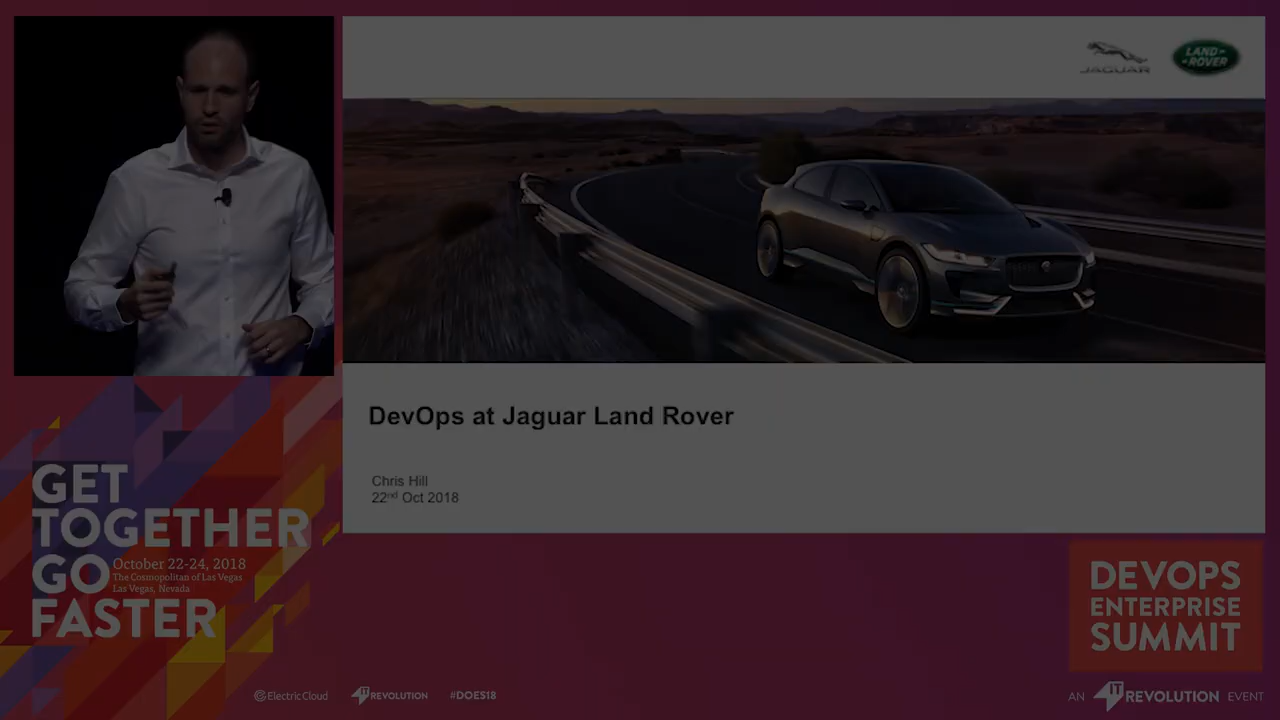 JAGUAR
LAND
ROVER
DevOps at Jaguar Land Rover
Chris Hill
22nd Oct 2018
GET
TOGETHER
GO
October 22-24, 2018
The Cosmopolitan of Las Vegas
Las Vegas, Nevada
FASTER
DEVOPS
ENTERPRISE
SUMMIT
Electric Cloud
IT REVOLUTION
#DOES18
AN IT REVOLUTION EVENT